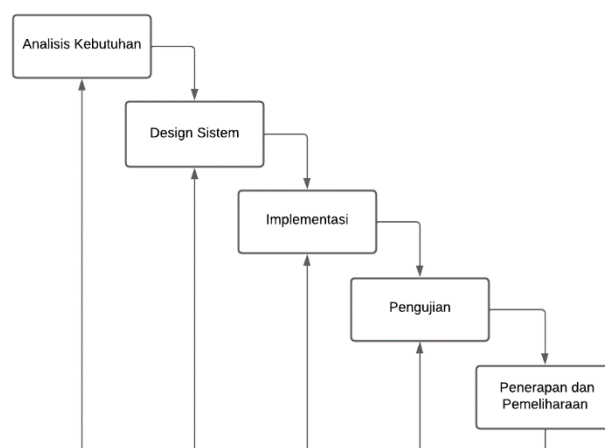 Analisis Kebutuhan
Design Sistem
Implementasi
Pengujian
Penerapan dan
Pemeliharaan